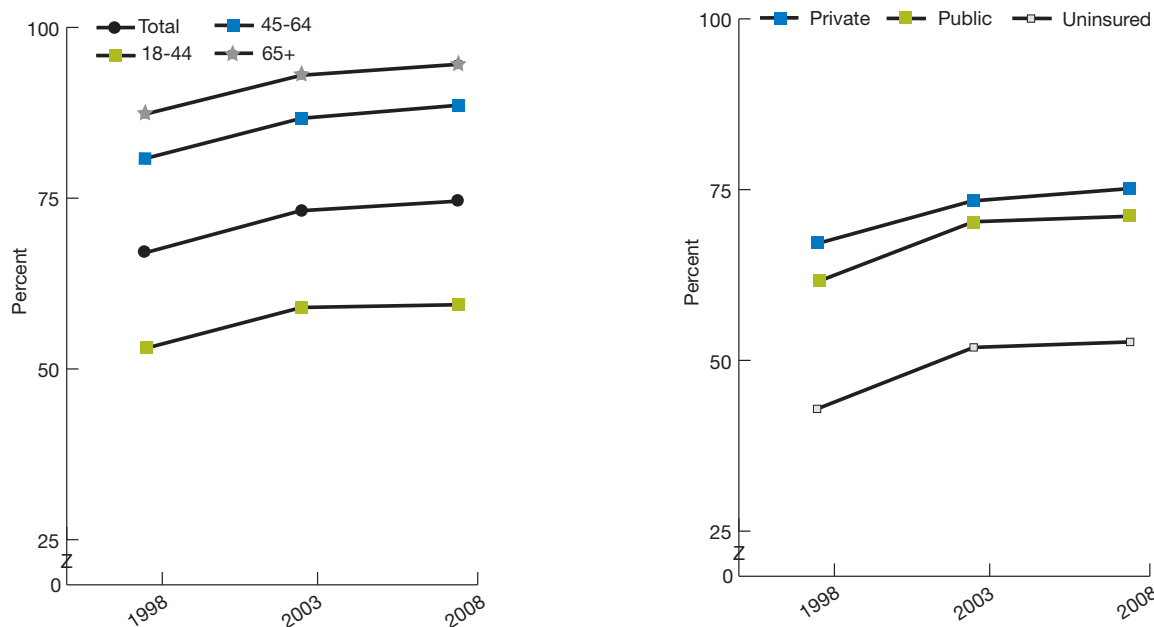 100
Total
45-64
18-44
65+
75
Percent
50
25
Z
0
1998
2003
2008
100
Private
Public
Uninsured
75
Percent
50
25
Z
0
1998
2003
2008